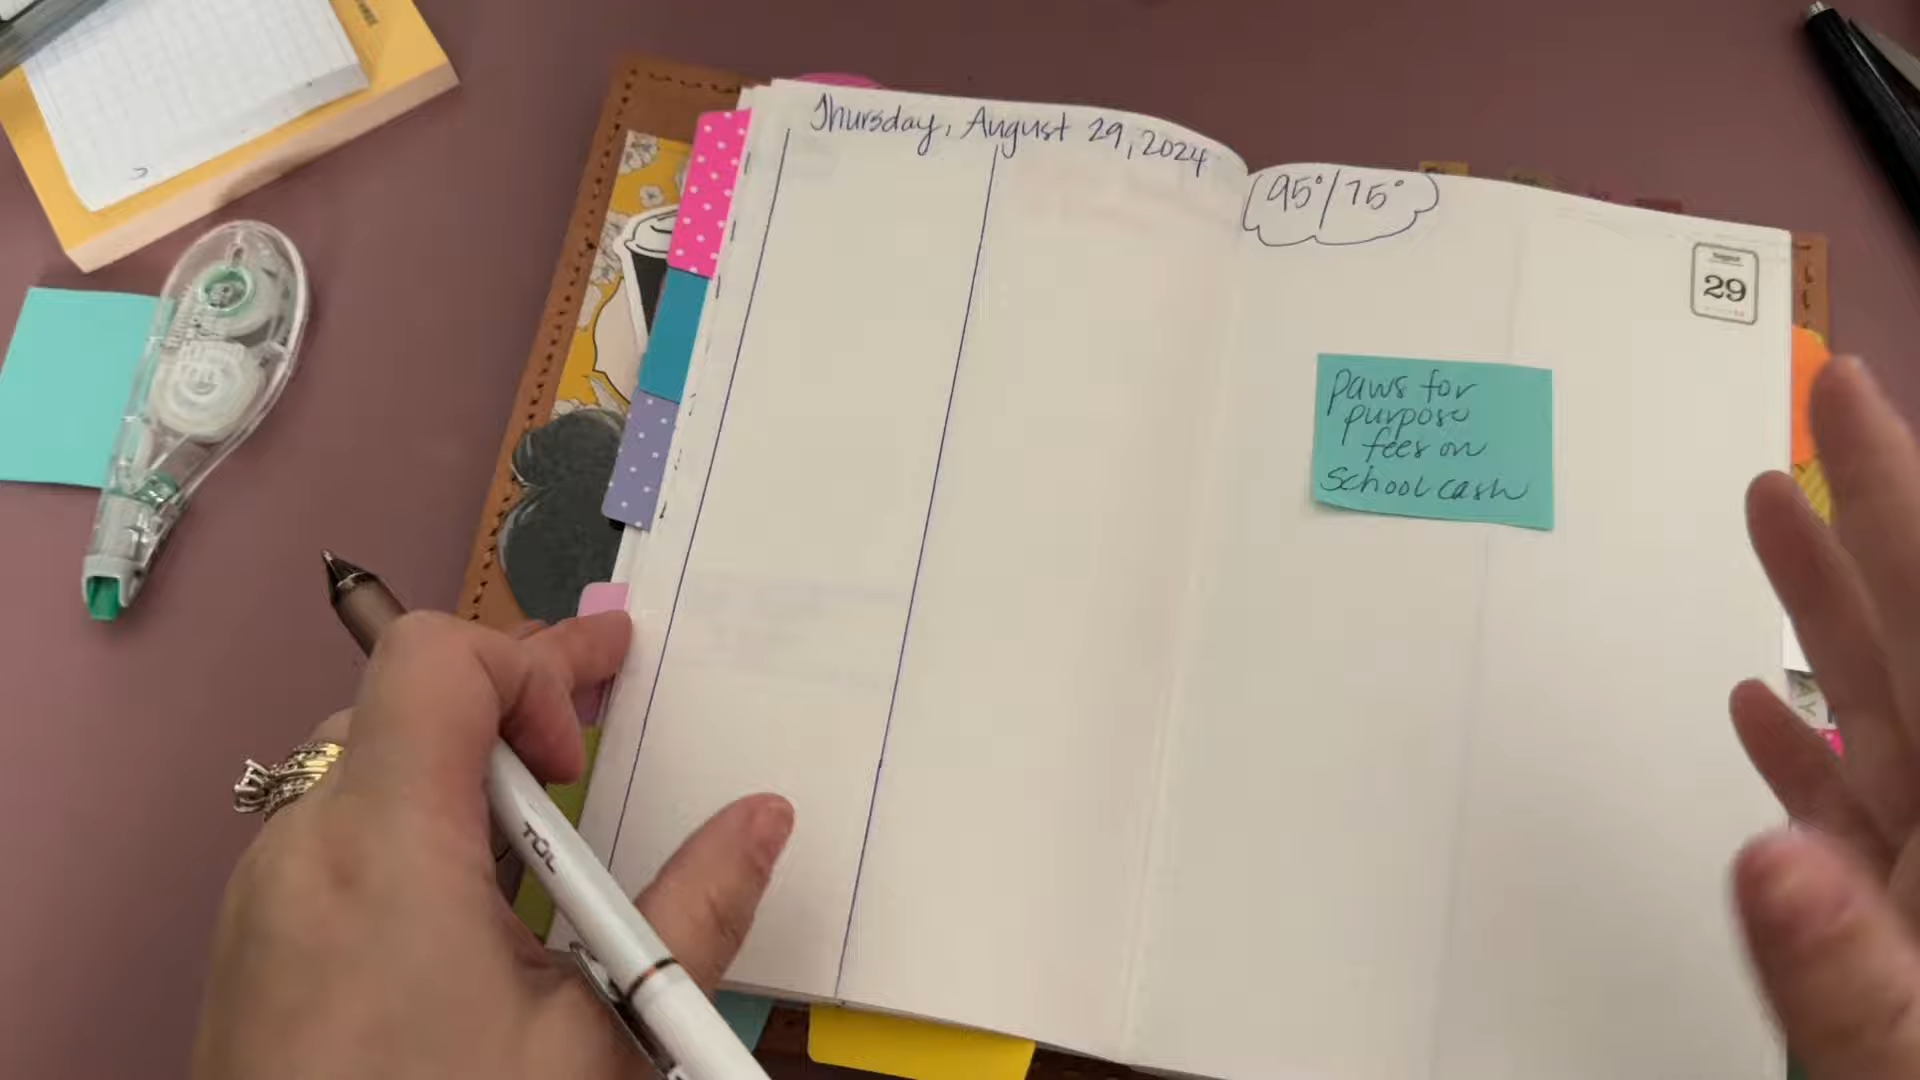 Thursday, August 29, 2024
95°/75°
29
paws for
purpose
fees on
School cash
TUL